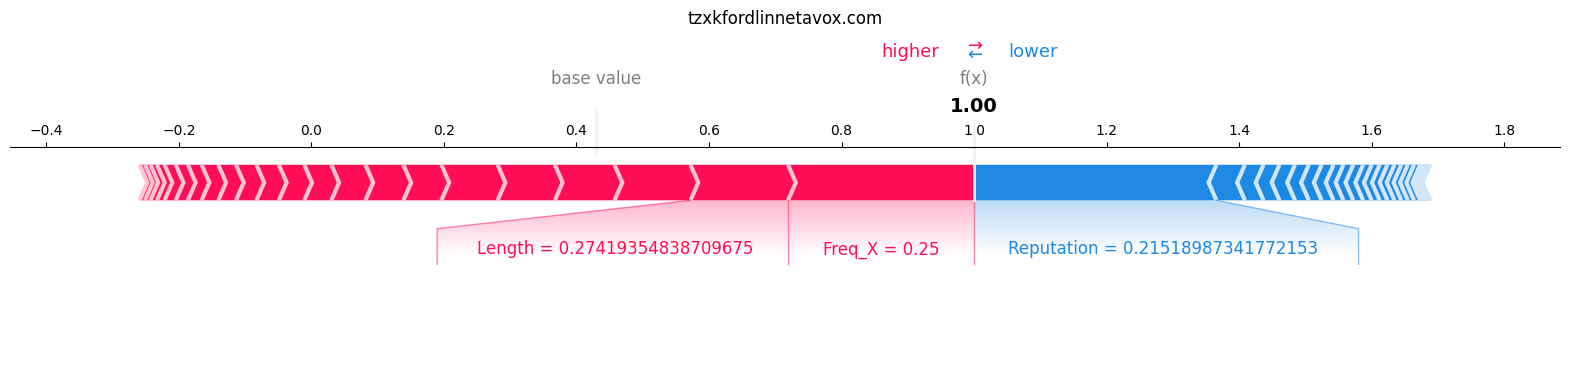 tzxkfordlinnetavox.com
higher ⇄ lower
base value f(x)
1.00
−0.4 −0.2 0.0 0.2 0.4 0.6 0.8 1.0 1.2 1.4 1.6 1.8
Length = 0.27419354838709675 Freq_X = 0.25 Reputation = 0.21518987341772153